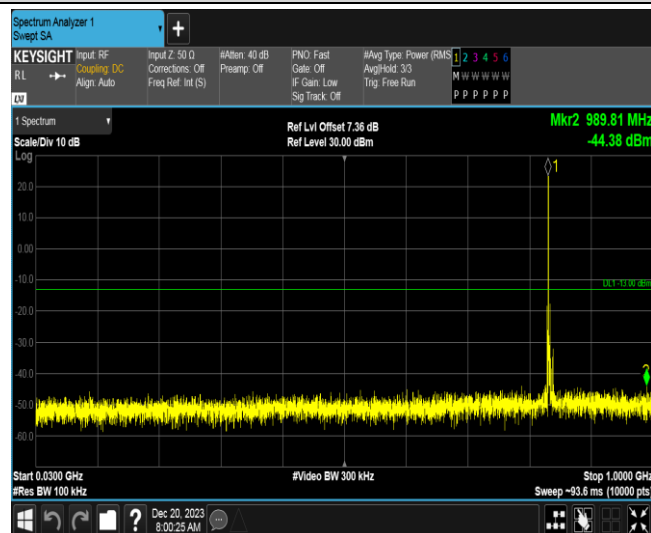 Spectrum Analyzer 1
Swept SA
+
KEYSIGHT Input: RF
RL
Coupling: DC
Align: Auto
Input Z: 50 Ω
Corrections: Off
Freq Ref: Int (S)
#Atten: 40 dB
Preamp: Off
PNO: Fast
Gate: Off
IF Gain: Low
Sig Track: Off
#Avg Type: Power (RMS
Avg|Hold: 3/3
Trig: Free Run
1 2 3 4 5 6
M W W W W W
P P P P P P
1 Spectrum
Scale/Div 10 dB
Log
Ref Lvl Offset 7.36 dB
Ref Level 30.00 dBm
Mkr2 989.81 MHz
-44.38 dBm
1
20.0
10.0
0.00
-10.0
DL1 -13.00 dBm
-20.0
-30.0
-40.0
2
-50.0
-60.0
Start 0.0300 GHz
#Res BW 100 kHz
#Video BW 300 kHz
Stop 1.0000 GHz
Sweep ~93.6 ms (10000 pts)
?
Dec 20, 2023
8:00:25 AM